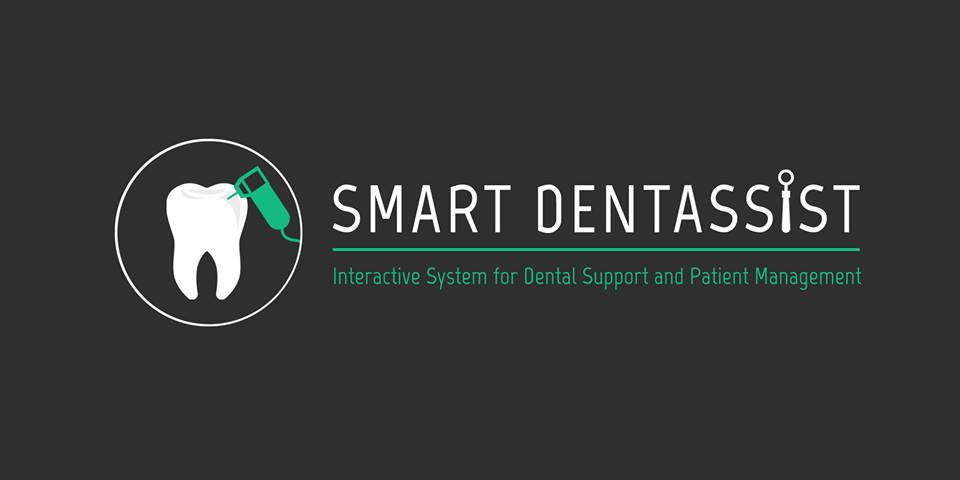 SMART DENTASSiST
Interactive System for Dental Support and Patient Management